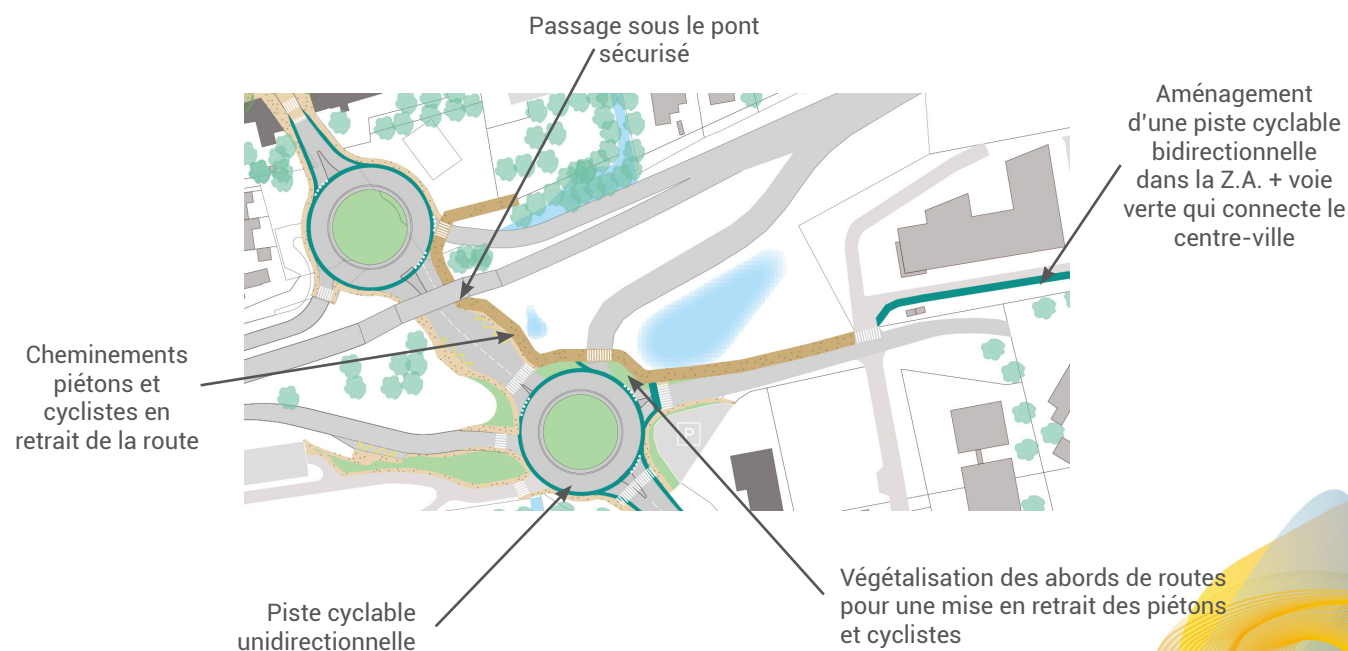 Passage sous le pont
sécurisé
Aménagement
d'une piste cyclable
bidirectionnelle
dans la Z.A. + voie
verte qui connecte le
centre-ville
Cheminements
piétons et
cyclistes en
retrait de la route
P
Piste cyclable
unidirectionnelle
Végétalisation des abords de routes
pour une mise en retrait des piétons
et cyclistes